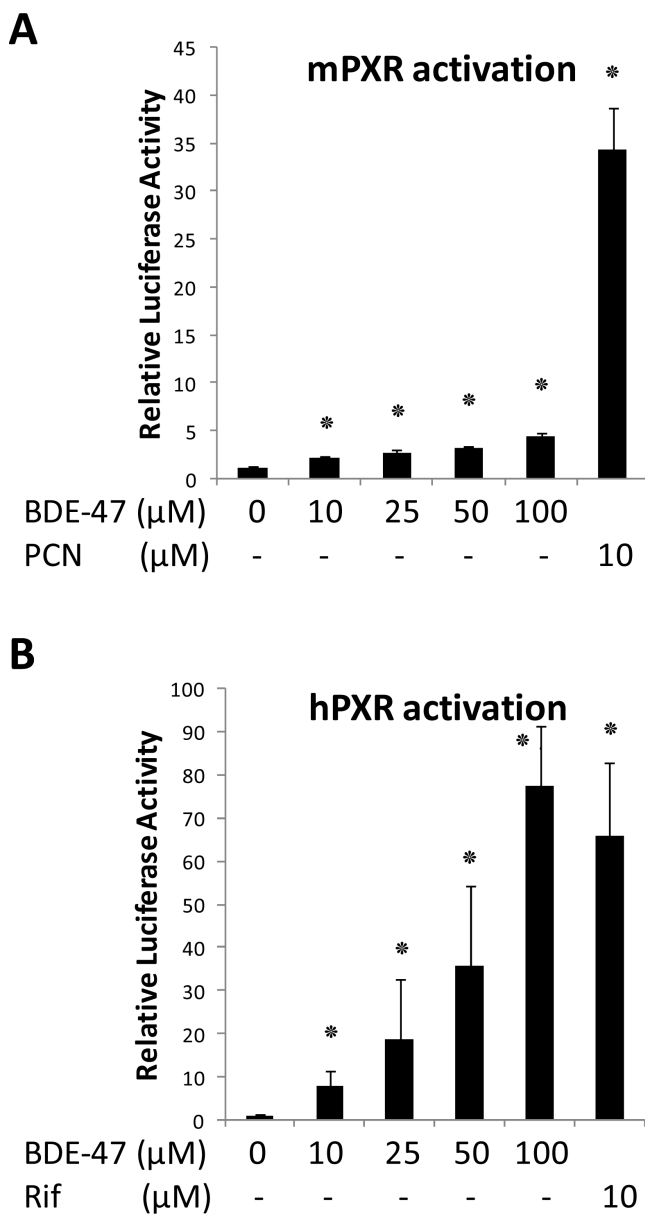 A
mPXR activation
Relative Luciferase Activity
45
40
35
30
25
20
15
10
5
0
* * * * *
BDE-47 (μM) 0 10 25 50 100
PCN (μM) - - - - - 10
B
hPXR activation
Relative Luciferase Activity
100
90
80
70
60
50
40
30
20
10
0
* * * * *
BDE-47 (μM) 0 10 25 50 100
Rif (μM) - - - - - 10